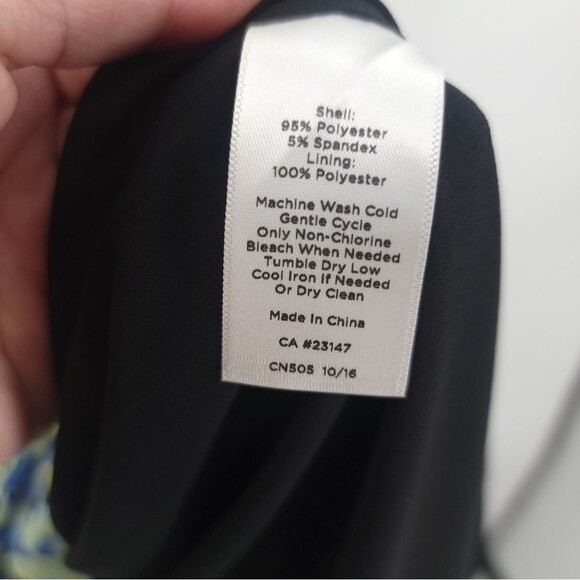 Shell:
95% Polyester
5% Spandex
Lining:
100% Polyester
Machine Wash Cold
Gentle Cycle
Only Non-Chlorine
Bleach When Needed
Tumble Dry Low
Cool Iron If Needed
Or Dry Clean
Made In China
CA #23147
CN505 10/16